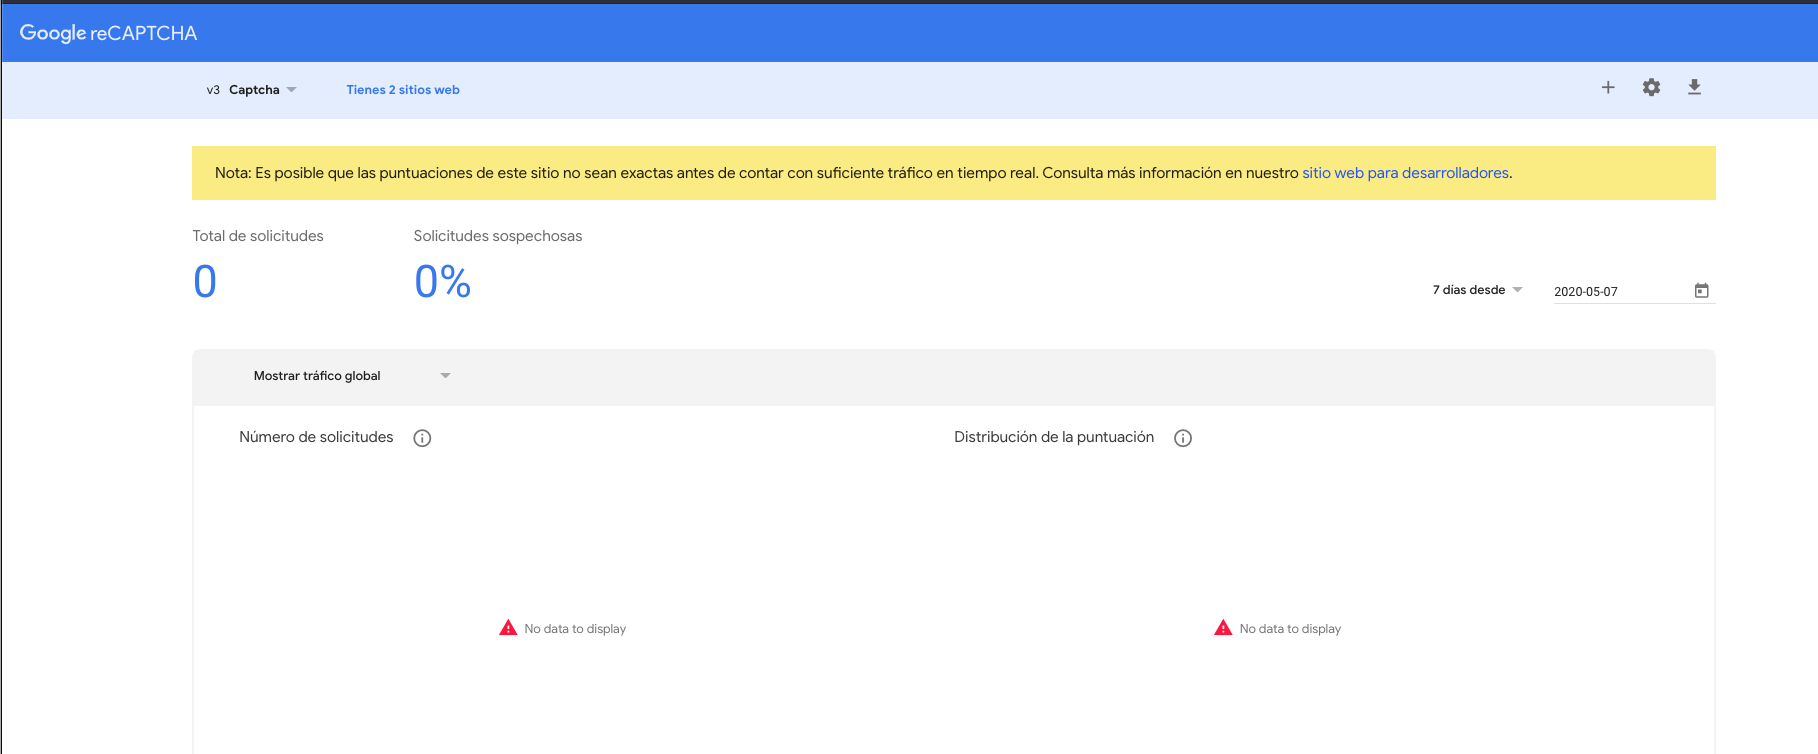 Google reCAPTCHA
v3 Captcha Tienes 2 sitios web
Nota: Es posible que las puntuaciones de este sitio no sean exactas antes de contar con suficiente tráfico en tiempo real. Consulta más información en nuestro sitio web para desarrolladores.
Total de solicitudes Solicitudes sospechosas
0 0%
7 días desde 2020-05-07
Mostrar tráfico global
Número de solicitudes Distribución de la puntuación
No data to display No data to display